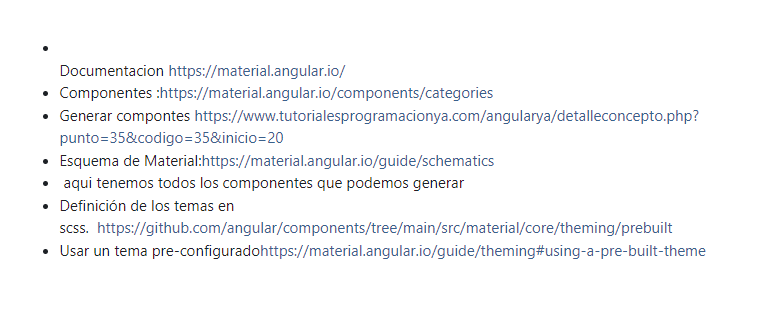 Documentacion https://material.angular.io/
Componentes :https://material.angular.io/components/categories
Generar compontes https://www.tutorialesprogramacionya.com/angularya/detalleconcepto.php?
punto=35&codigo=35&inicio=20
Esquema de Material:https://material.angular.io/guide/schematics
aqui tenemos todos los componentes que podemos generar
Definición de los temas en
scss. https://github.com/angular/components/tree/main/src/material/core/theming/prebuilt
Usar un tema pre-configuradohttps://material.angular.io/guide/theming#using-a-pre-built-theme